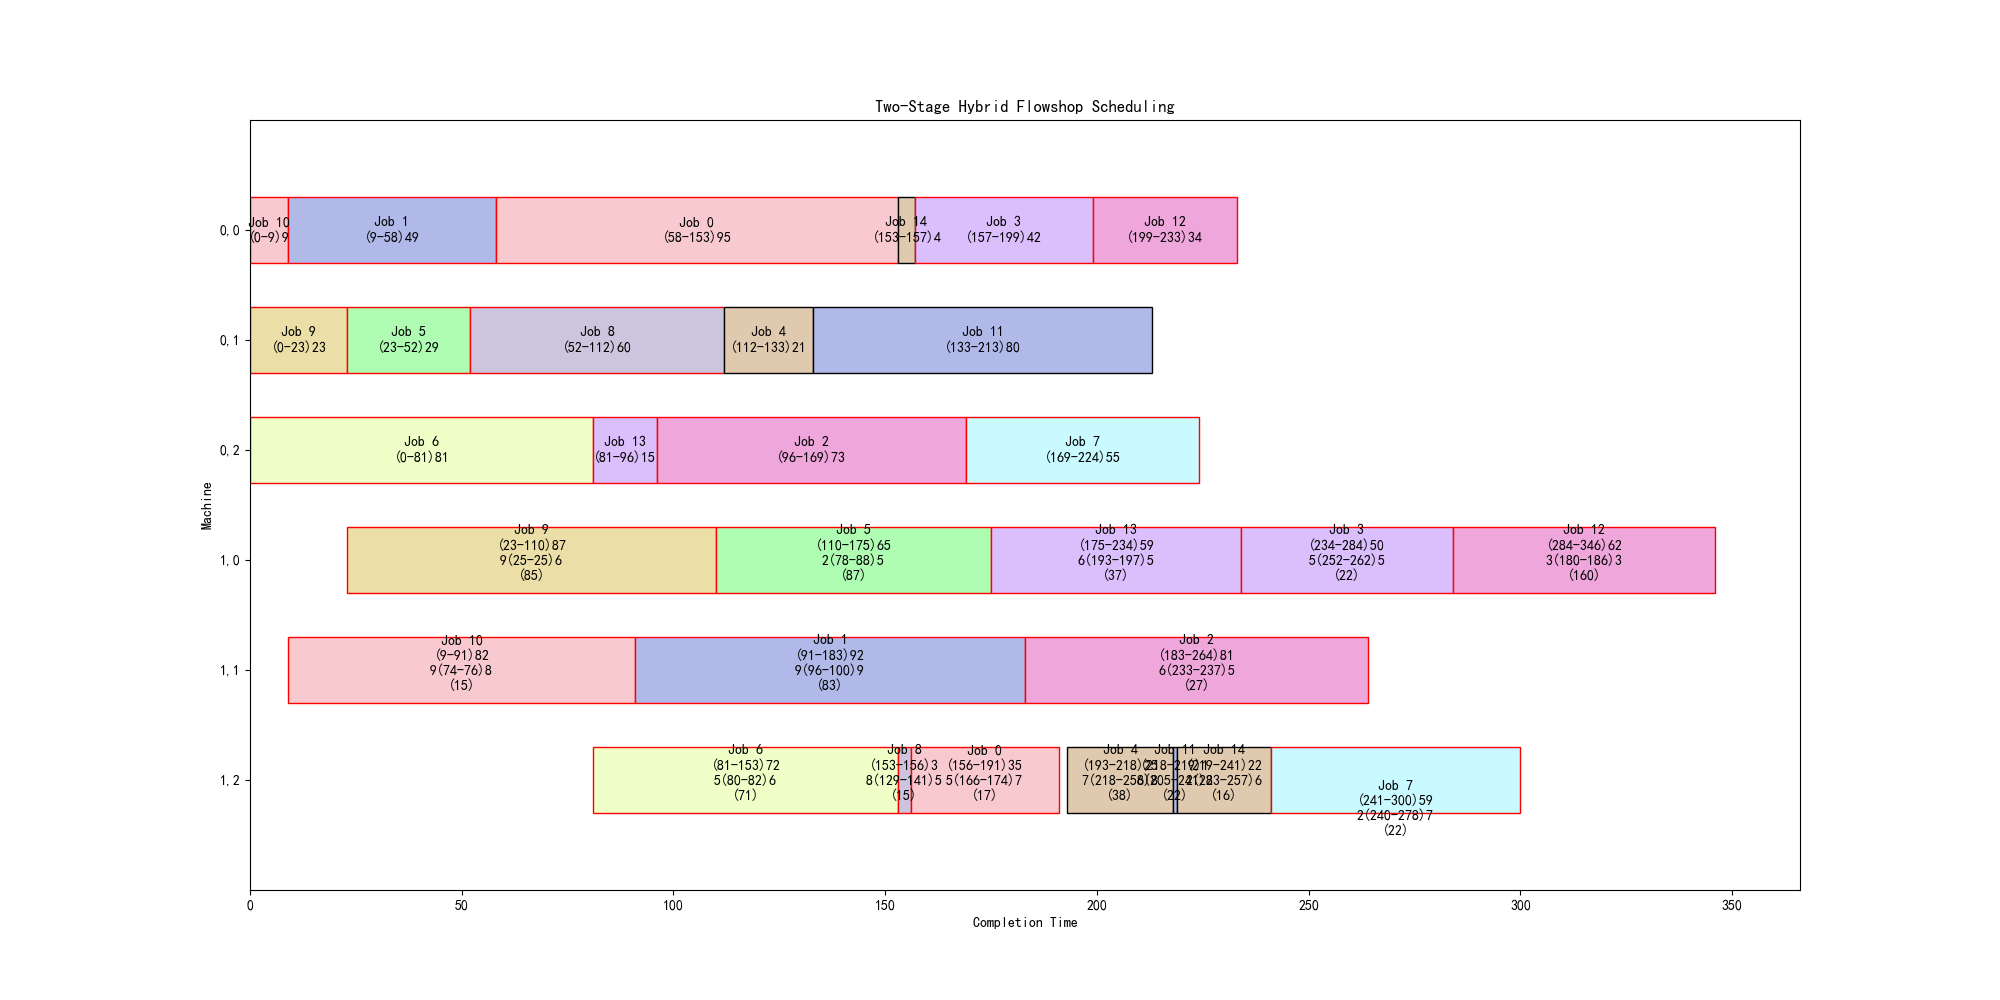 Two-Stage Hybrid Flowshop Scheduling
Machine
0,0
Job 10
(0-9)9
Job 1
(9-58)49
Job 0
(58-153)95
Job 14
(153-157)4
Job 3
(157-199)42
Job 12
(199-233)34
0,1
Job 9
(0-23)23
Job 5
(23-52)29
Job 8
(52-112)60
Job 4
(112-133)21
Job 11
(133-213)80
0,2
Job 6
(0-81)81
Job 13
(81-96)15
Job 2
(96-169)73
Job 7
(169-224)55
1,0
Job 9
(23-110)87
9(25-25)6
(85)
Job 5
(110-175)65
2(78-88)5
(87)
Job 13
(175-234)59
6(193-197)5
(37)
Job 3
(234-284)50
5(252-262)5
(22)
Job 12
(284-346)62
3(180-186)3
(160)
1,1
Job 10
(9-91)82
9(74-76)8
(15)
Job 1
(91-183)92
9(96-100)9
(83)
Job 2
(183-264)81
6(233-237)5
(27)
1,2
Job 6
(81-153)72
5(80-82)6
(71)
Job 8
(153-156)3
8(129-141)5
(15)
Job 0
(156-191)35
5(166-174)7
(17)
Job 4
(193-218)25
(38)
Job 11
(218-219)1
(22)
Job 14
(219-241)22
(16)
Job 7
(241-300)59
2(240-278)7
(22)
0
50
100
150
200
250
300
350
Completion Time